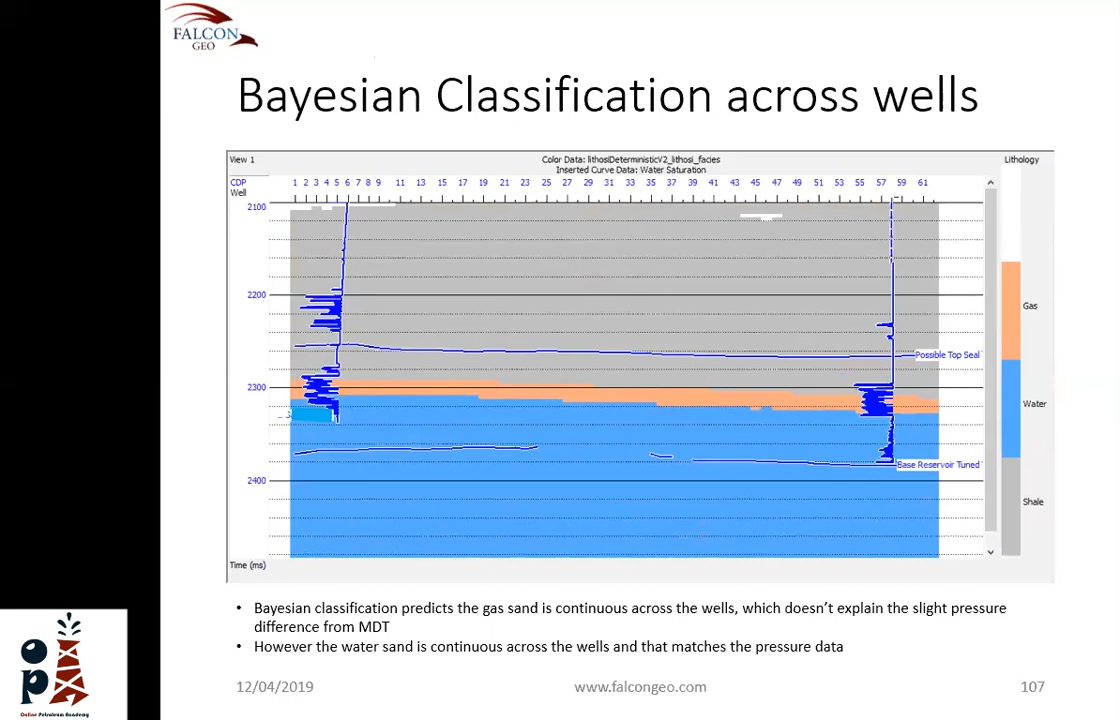 FALCON
GEO
Bayesian Classification across wells
View 1
Color Data: lithosiDeterministicV2_lithosi_facies
Inserted Curve Data: Water Saturation
Lithology
CDP 1 2 3 4 5 6 7 8 9 11 13 15 17 19 21 23 25 27 29 31 33 35 37 39 41 43 45 47 49 51 53 55 57 59 61
Well
2100
2200
Gas
Possible Top Seal
2300
Water
Base Reservoir Tuned
2400
Shale
Time (ms)
• Bayesian classification predicts the gas sand is continuous across the wells, which doesn’t explain the slight pressure
difference from MDT
• However the water sand is continuous across the wells and that matches the pressure data
12/04/2019 www.falcongeo.com 107
OPA
Online Petroleum Academy